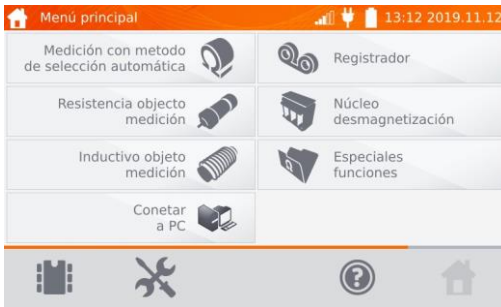 Menú principal
13:12 2019.11.12
Medición con metodo
de selección automática
Registrador
Resistencia objecto
medición
Núcleo
desmagnetización
Inductivo objeto
medición
Especiales
funciones
Conetar
a PC